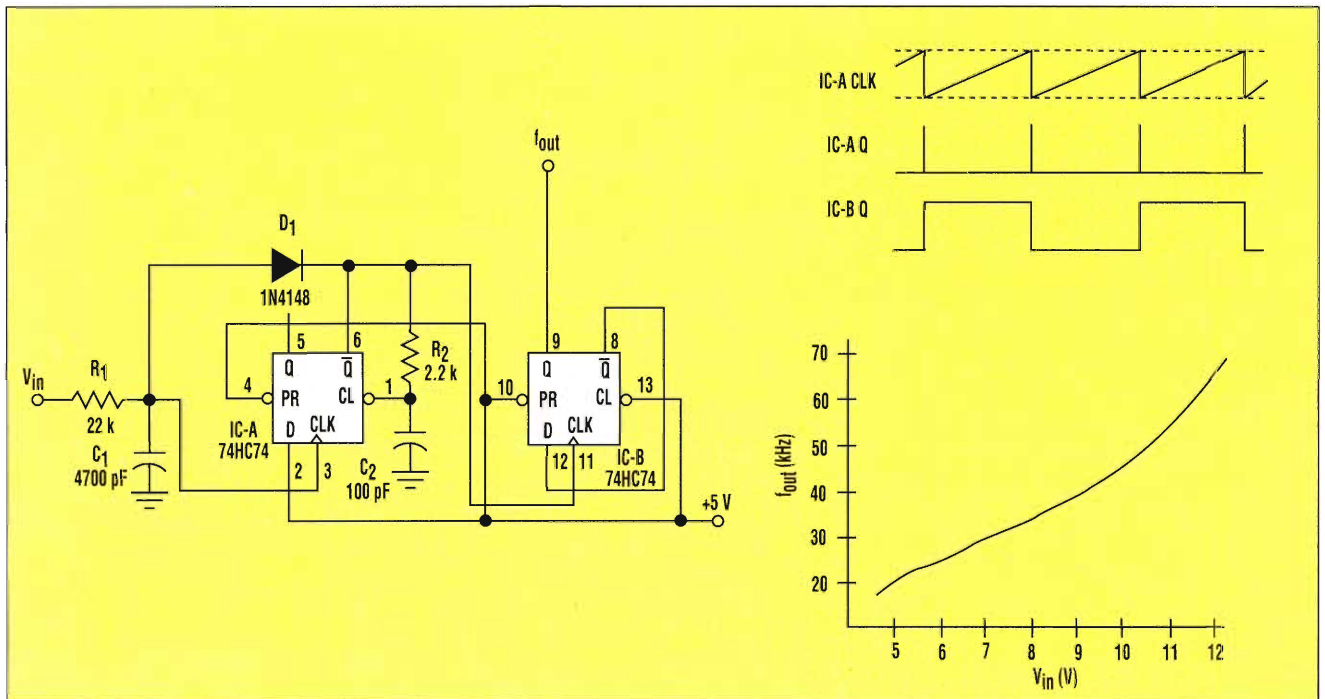 IC-A CLK
IC-A Q
IC-B Q
f_out
D1
1N4148
5 6
Q Q̅
4 PR CL 1
CLK
D
2 3
IC-A
74HC74
R2
2.2 k
C2
100 pF
Vin
R1
22 k
C1
4700 pF
9 8
Q Q̅
10 PR CL 13
CLK
D
12 11
IC-B
74HC74
+5 V
f_out (kHz)
70
60
50
40
30
20
5 6 7 8 9 10 11 12
Vin (V)